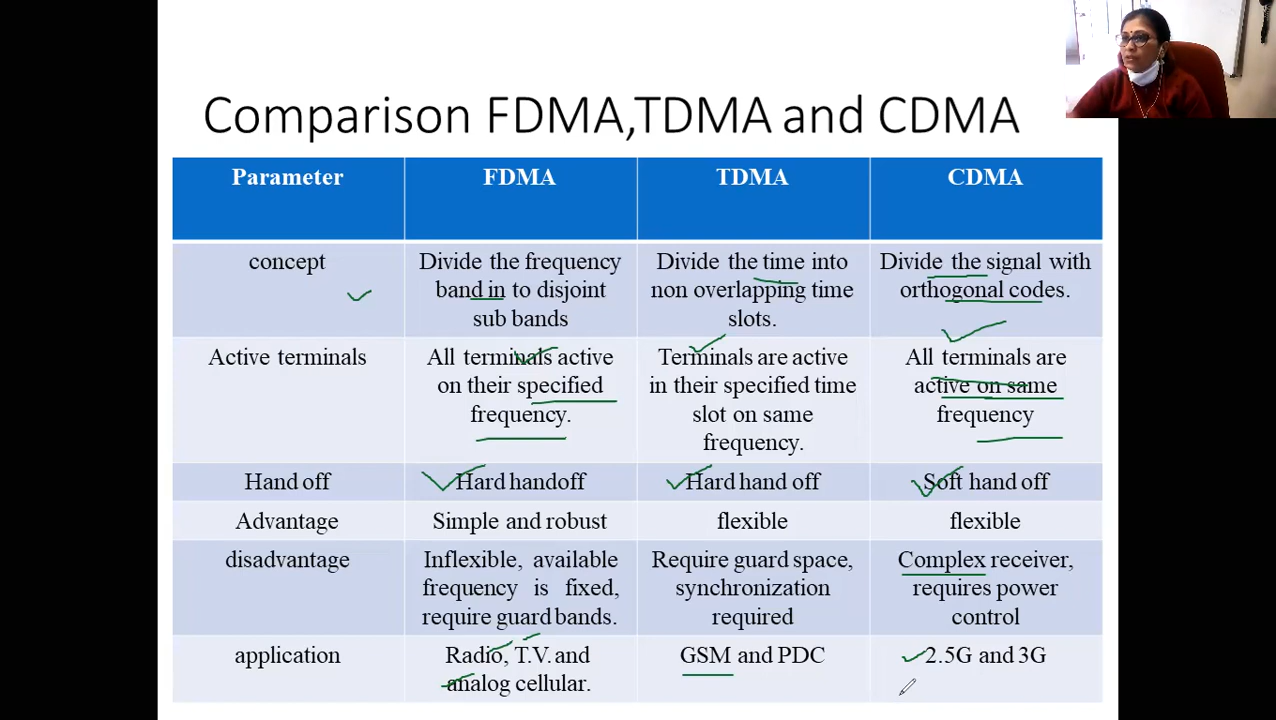 Comparison FDMA,TDMA and CDMA
Parameter FDMA TDMA CDMA
concept
Divide the frequency
band in to disjoint
sub bands
Divide the time into
non overlapping time
slots.
Divide the signal with
orthogonal codes.
Active terminals
All terminals active
on their specified
frequency.
Terminals are active
in their specified time
slot on same
frequency.
All terminals are
active on same
frequency
Hand off Hard handoff Hard hand off Soft hand off
Advantage Simple and robust flexible flexible
disadvantage
Inflexible, available
frequency is fixed,
require guard bands.
Require guard space,
synchronization
required
Complex receiver,
requires power
control
application
Radio, T.V. and
analog cellular.
GSM and PDC
2.5G and 3G